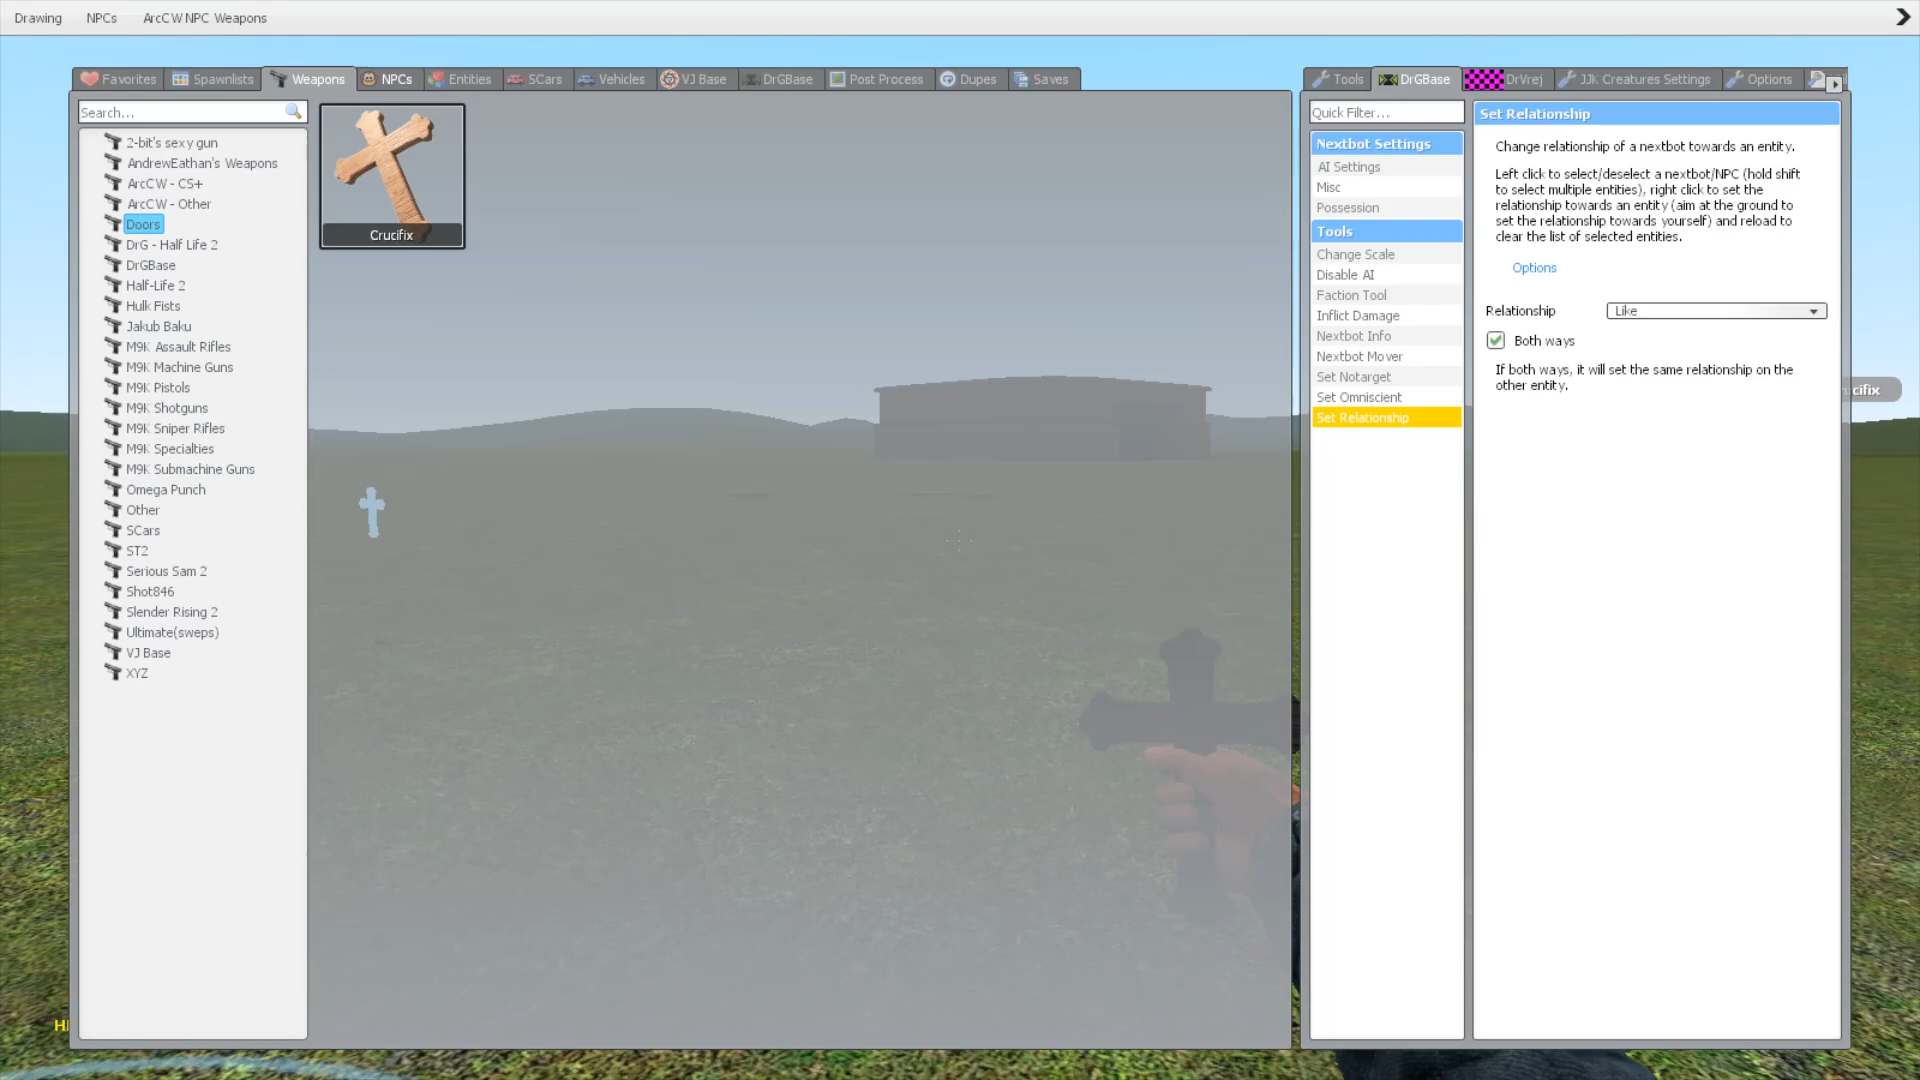 Drawing NPCs ArcCW NPC Weapons
Favorites Spawnlists Weapons NPCs Entities SCars Vehicles VJ Base DrGBase Post Process Dupes Saves
Search...
2-bit's sexy gun
AndrewEathan's Weapons
ArcCW - CS+
ArcCW - Other
Doors
DrG - Half Life 2
DrGBase
Half-Life 2
Hulk Fists
Jakub Baku
M9K Assault Rifles
M9K Machine Guns
M9K Pistols
M9K Shotguns
M9K Sniper Rifles
M9K Specialties
M9K Submachine Guns
Omega Punch
Other
SCars
ST2
Serious Sam 2
Shot846
Slender Rising 2
Ultimate(sweps)
VJ Base
XYZ
Crucifix
Tools DrGBase DrVrej JJK Creatures Settings Options
Quick Filter...
Nextbot Settings
AI Settings
Misc
Possession
Tools
Change Scale
Disable AI
Faction Tool
Inflict Damage
Nextbot Info
Nextbot Mover
Set Notarget
Set Omniscient
Set Relationship
Set Relationship
Change relationship of a nextbot towards an entity.
Left click to select/deselect a nextbot/NPC (hold shift
to select multiple entities), right click to set the
relationship towards an entity (aim at the ground to
set the relationship towards yourself) and reload to
clear the list of selected entities.
Options
Relationship Like
Both ways
If both ways, it will set the same relationship on the
other entity.
cifix